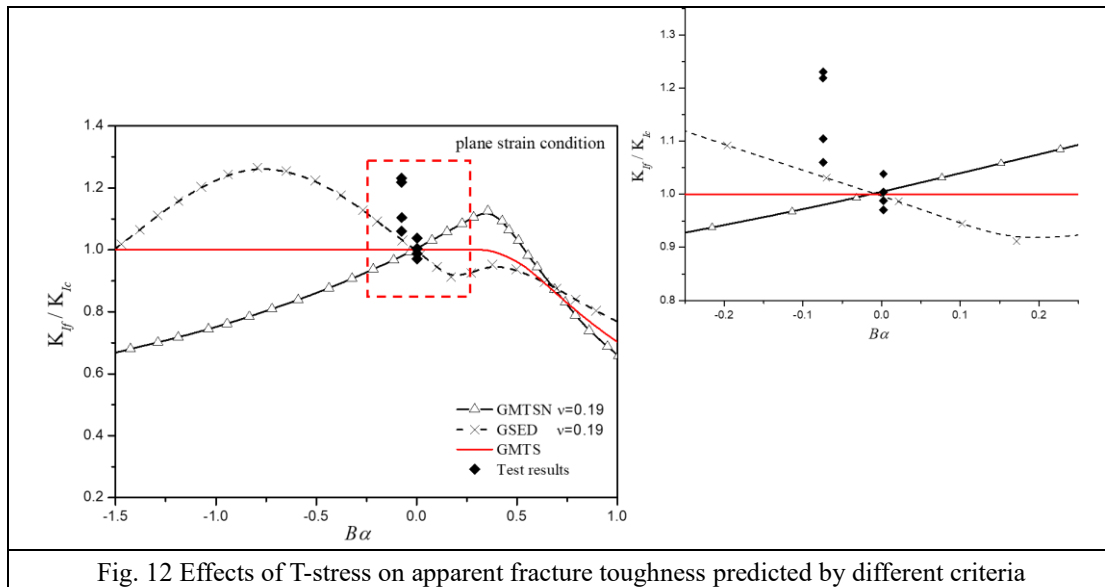 plane strain condition
K_If / K_Ic
1.4
1.2
1.0
0.8
0.6
0.4
0.2
-1.5
-1.0
-0.5
0.0
0.5
1.0
Bα
GMTSN ν=0.19
GSED ν=0.19
GMTS
Test results
K_If / K_Ic
1.3
1.2
1.1
1.0
0.9
0.8
-0.2
-0.1
0.0
0.1
0.2
Bα
Fig. 12 Effects of T-stress on apparent fracture toughness predicted by different criteria